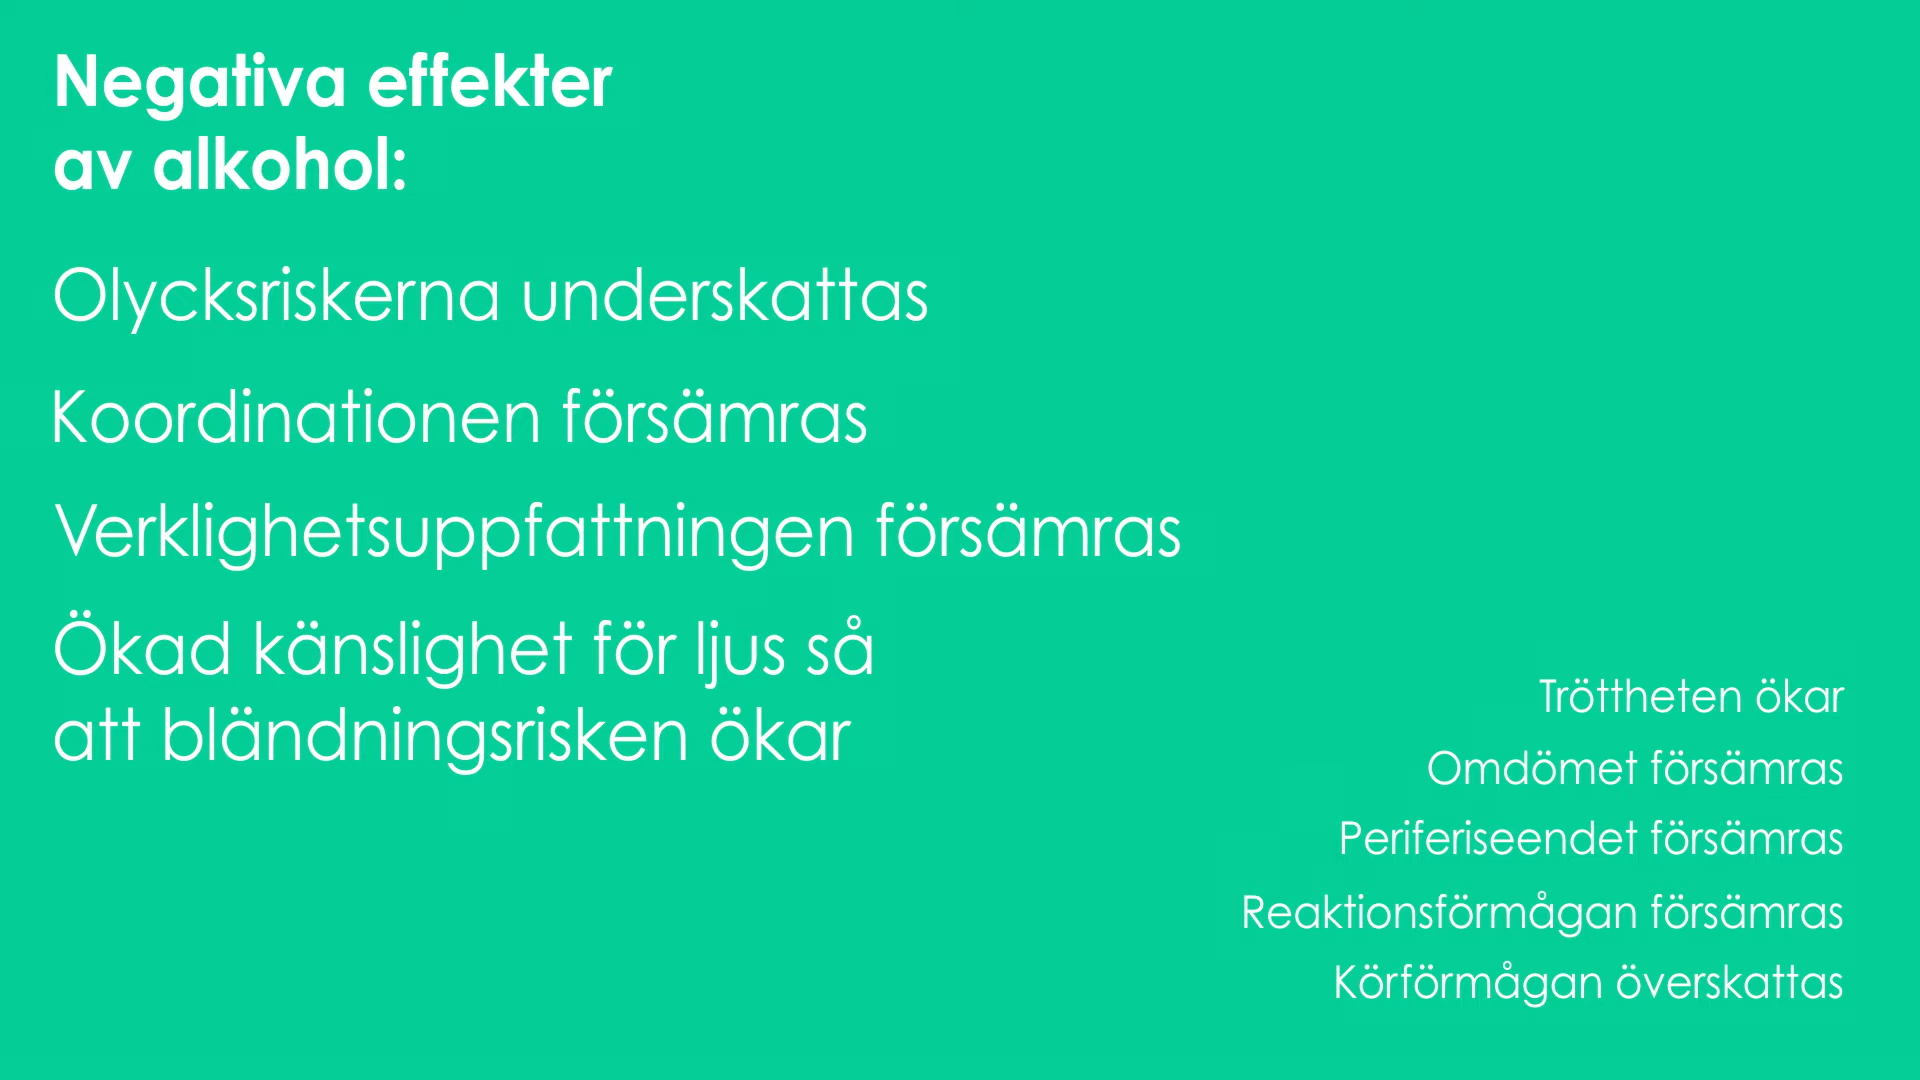 Negativa effekter
av alkohol:
Olycksriskerna underskattas
Koordinationen försämras
Verklighetsuppfattningen försämras
Ökad känslighet för ljus så
att bländningsrisken ökar
Tröttheten ökar
Omdömet försämras
Periferiseendet försämras
Reaktionsförmågan försämras
Körförmågan överskattas